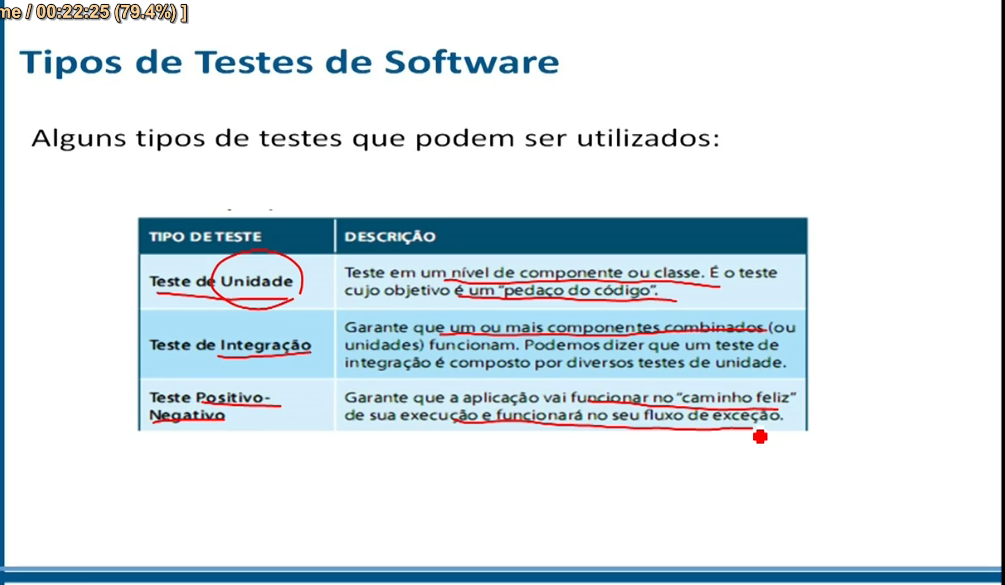 me / 00:22:25 (79.4%) ]
Tipos de Testes de Software
Alguns tipos de testes que podem ser utilizados:
TIPO DE TESTE
DESCRIÇÃO
Teste de Unidade
Teste em um nível de componente ou classe. É o teste
cujo objetivo é um "pedaço do código".
Teste de Integração
Garante que um ou mais componentes combinados (ou
unidades) funcionam. Podemos dizer que um teste de
integração é composto por diversos testes de unidade.
Teste Positivo-
Negativo
Garante que a aplicação vai funcionar no "caminho feliz"
de sua execução e funcionará no seu fluxo de exceção.